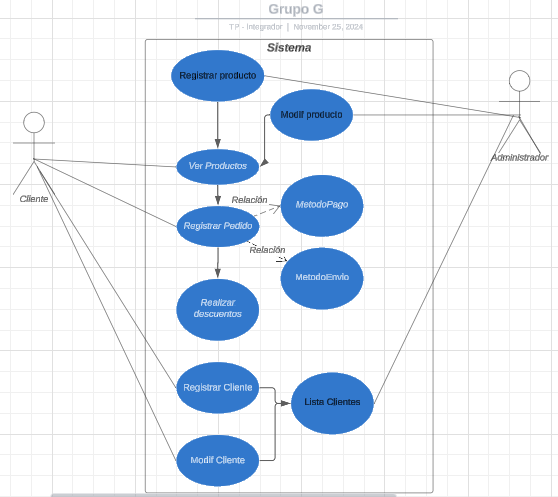 Grupo G
TP - Integrador | November 25, 2024
Sistema
Registrar producto
Modif producto
Administrador
Ver Productos
Cliente
Relación
MetodoPago
Registrar Pedido
Relación
MetodoEnvio
Realizar
descuentos
Registrar Cliente
Lista Clientes
Modif Cliente